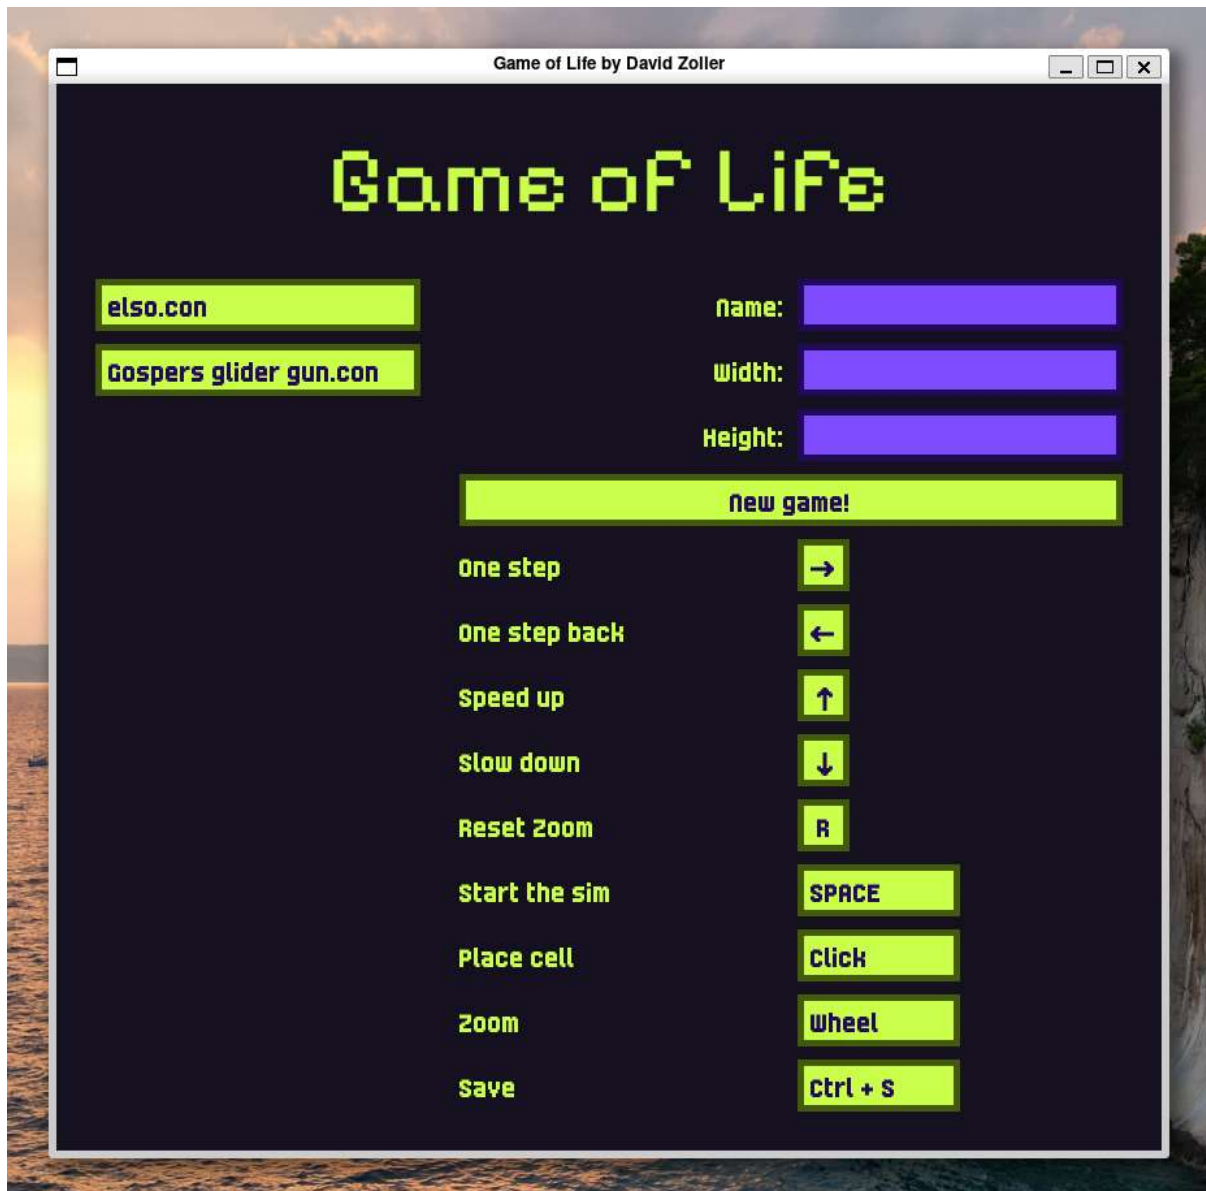 Game of Life by David Zoller
Game of Life
elso.con
Gospers glider gun.con
Name:
Width:
Height:
New game!
One step →
One step back ←
Speed up ↑
Slow down ↓
Reset Zoom R
Start the sim SPACE
Place cell Click
Zoom Wheel
Save Ctrl + S